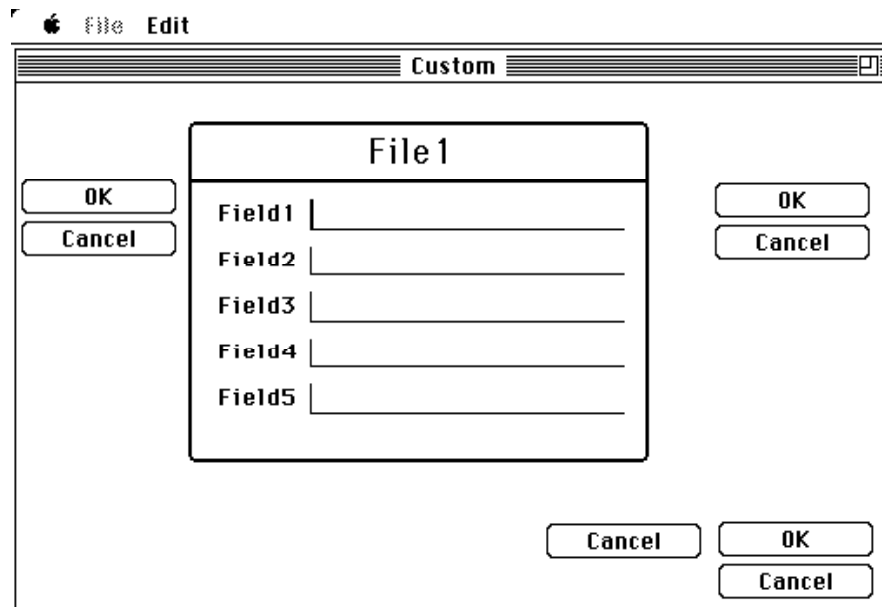 File Edit
Custom
File1
OK
Cancel
Field1
Field2
Field3
Field4
Field5
OK
Cancel
Cancel OK
Cancel